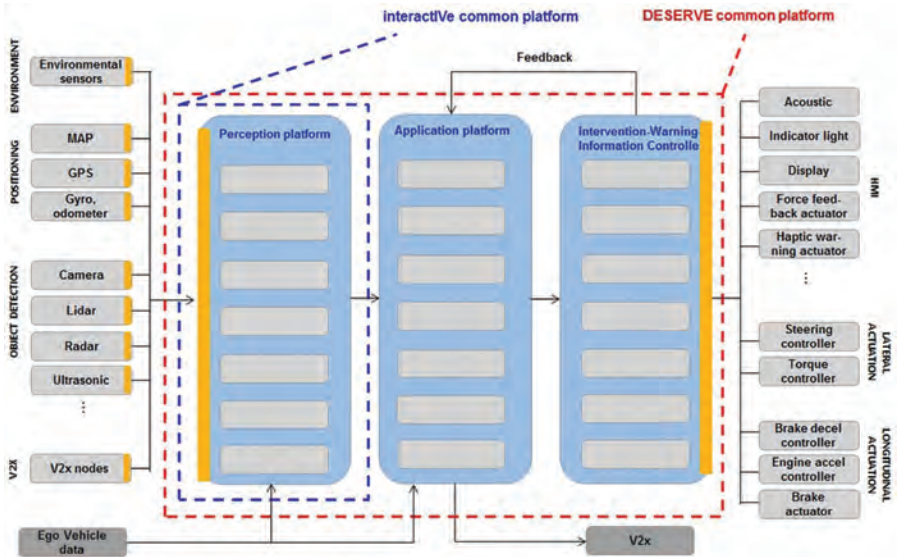 interactIVe common platform
DESERVE common platform
ENVIRONMENT
Environmental
sensors
POSITIONING
MAP
GPS
Gyro,
odometer
OBJECT DETECTION
Camera
Lidar
Radar
Ultrasonic
...
V2X
V2x nodes
Ego Vehicle
data
Feedback
Perception platform
Application platform
Intervention-Warning-
Information Controlle
V2x
HMI
Acoustic
Indicator light
Display
Force feed-
back actuator
Haptic war-
ning actuator
...
LATERAL
ACTUATION
Steering
controller
Torque
controller
LONGITUDINAL
ACTUATION
Brake decel
controller
Engine accel
controller
Brake
actuator